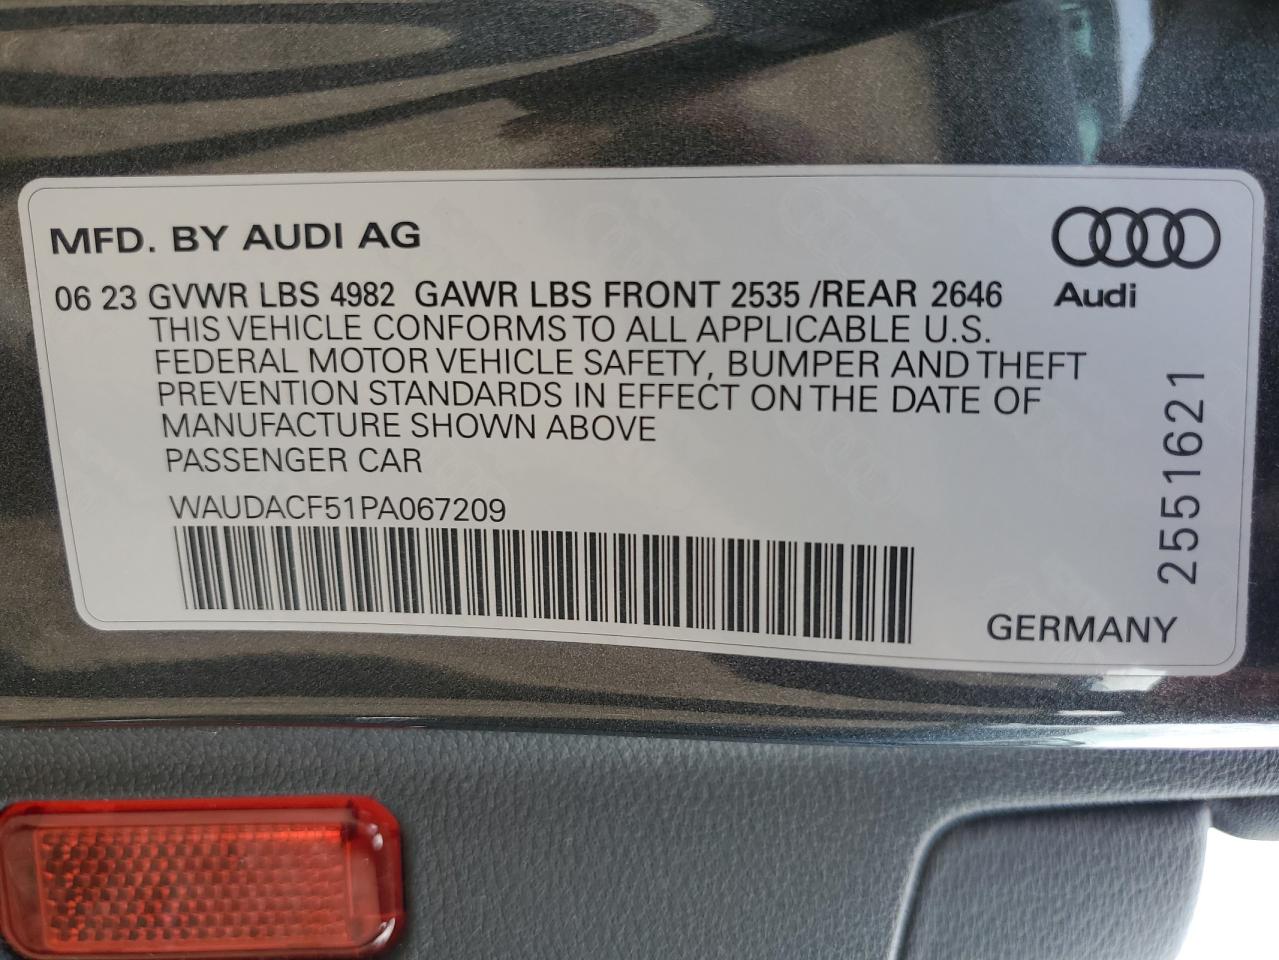 MFD. BY AUDI AG
06 23 GVWR LBS 4982 GAWR LBS FRONT 2535 /REAR 2646
Audi
THIS VEHICLE CONFORMS TO ALL APPLICABLE U.S.
FEDERAL MOTOR VEHICLE SAFETY, BUMPER AND THEFT
PREVENTION STANDARDS IN EFFECT ON THE DATE OF
MANUFACTURE SHOWN ABOVE
PASSENGER CAR
WAUDACF51PA067209
2551621
GERMANY